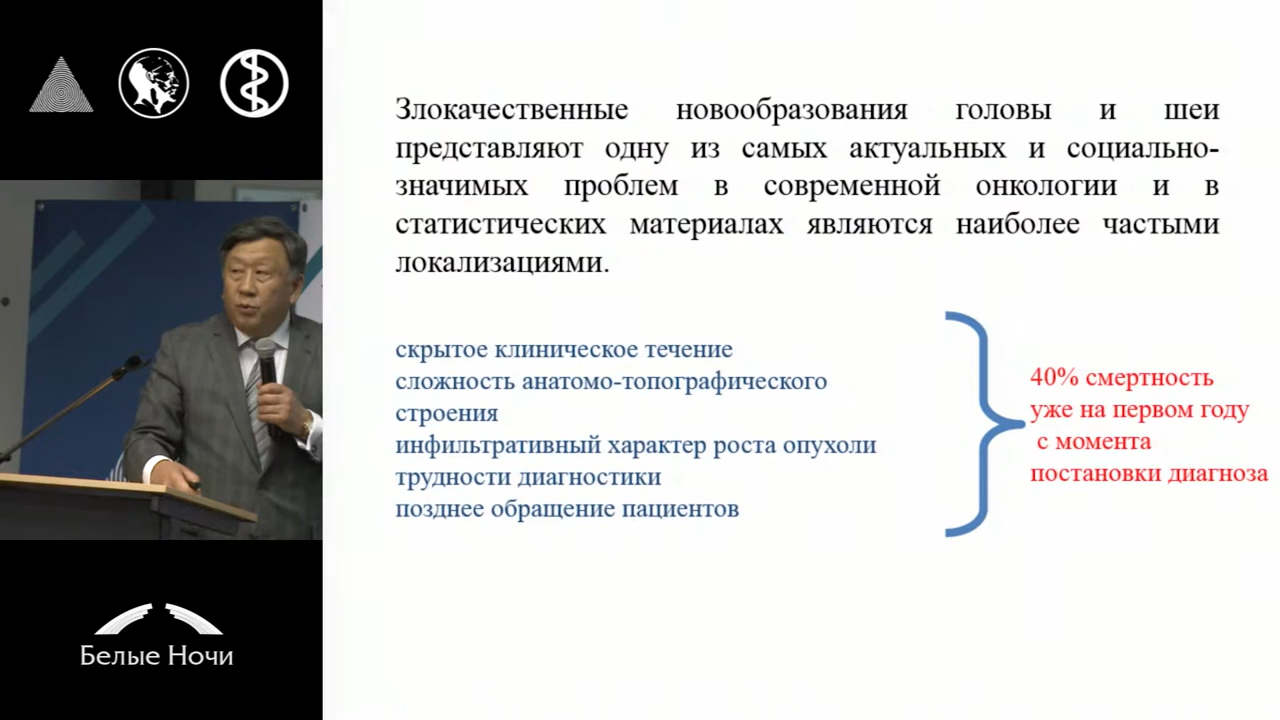 Злокачественные новообразования головы и шеи
представляют одну из самых актуальных и социально-
значимых проблем в современной онкологии и в
статистических материалах являются наиболее частыми
локализациями.
скрытое клиническое течение
сложность анатомо-топографического
строения
инфильтративный характер роста опухоли
трудности диагностики
позднее обращение пациентов
40% смертность
уже на первом году
с момента
постановки диагноза
Белые Ночи